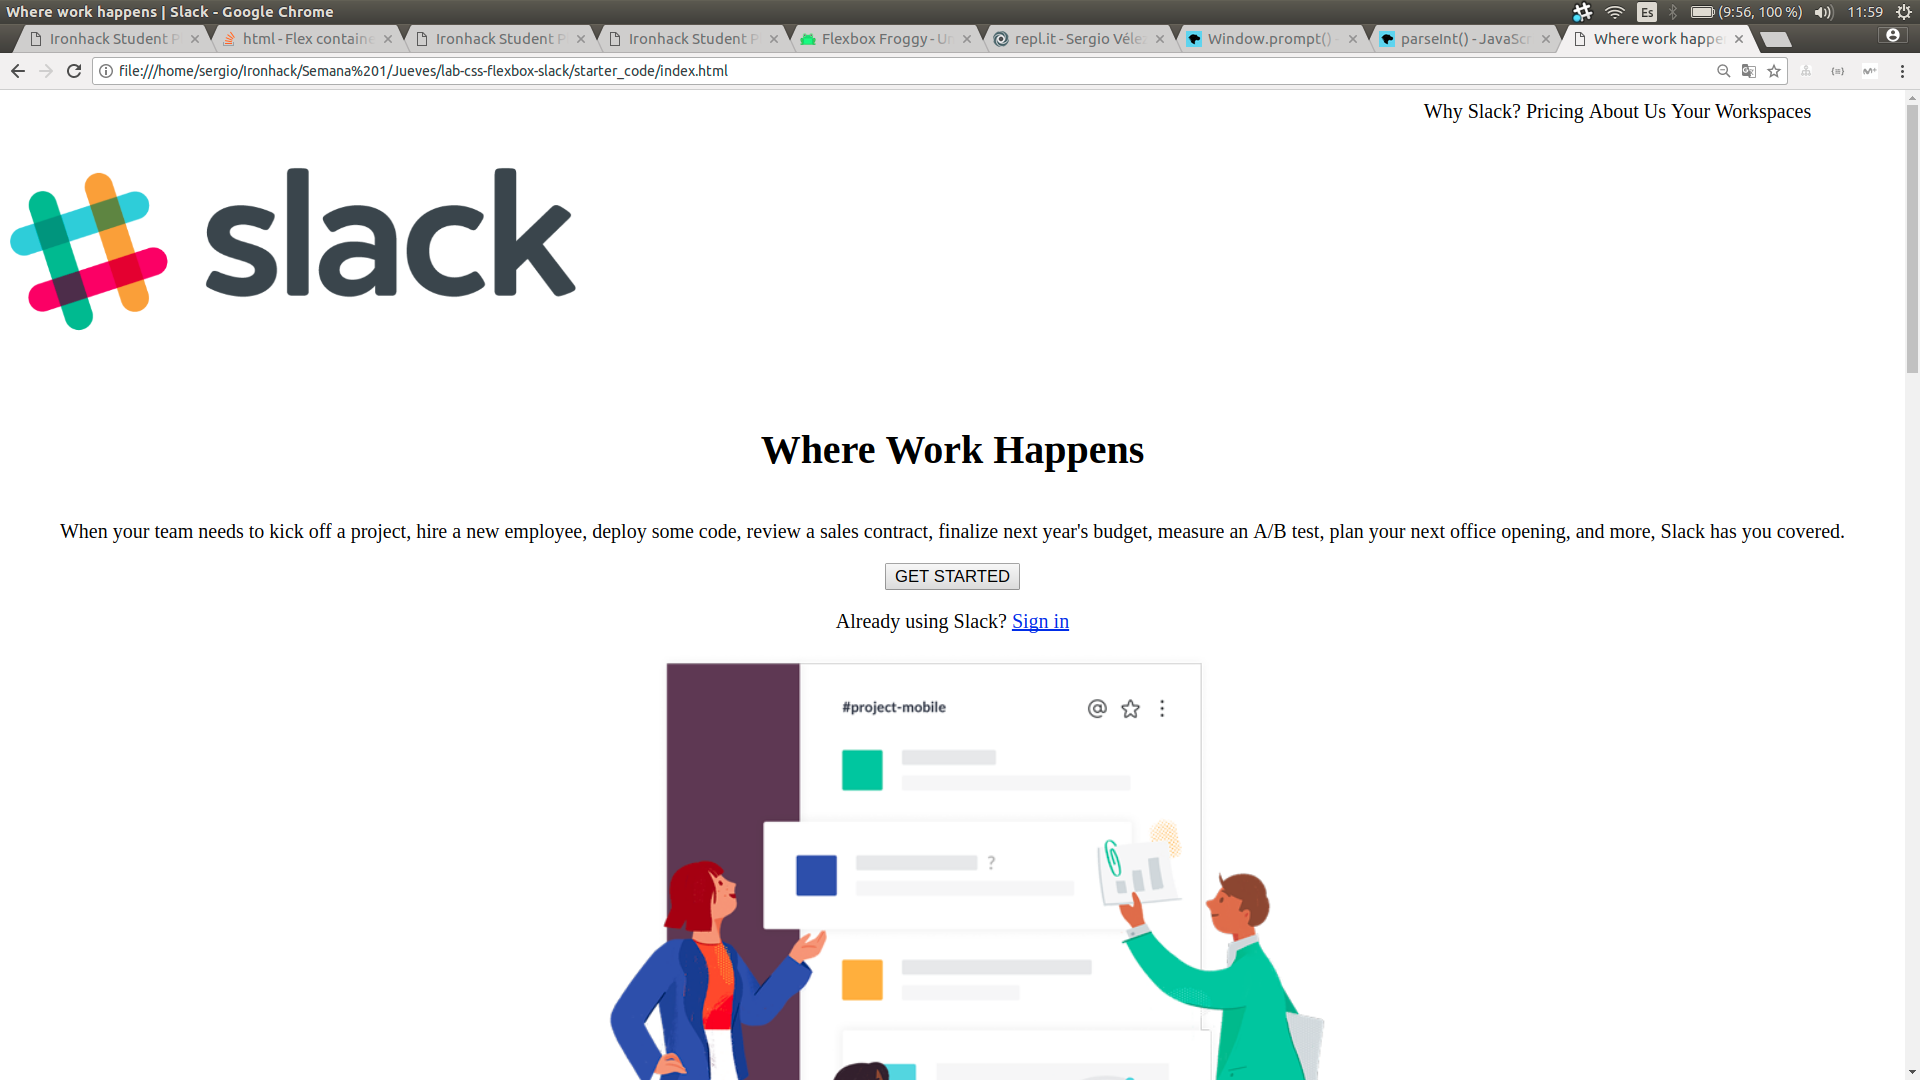 Where work happens | Slack - Google Chrome
Es (9:56, 100 %) 11:59
Ironhack Student P
html - Flex containe
Ironhack Student P
Ironhack Student P
Flexbox Froggy - Un
repl.it - Sergio Véle
Window.prompt() -
parseInt() - JavaScr
Where work happe
file:///home/sergio/Ironhack/Semana%201/Jueves/lab-css-flexbox-slack/starter_code/index.html
Why Slack? Pricing About Us Your Workspaces
slack
Where Work Happens
When your team needs to kick off a project, hire a new employee, deploy some code, review a sales contract, finalize next year's budget, measure an A/B test, plan your next office opening, and more, Slack has you covered.
GET STARTED
Already using Slack? Sign in
#project-mobile
?